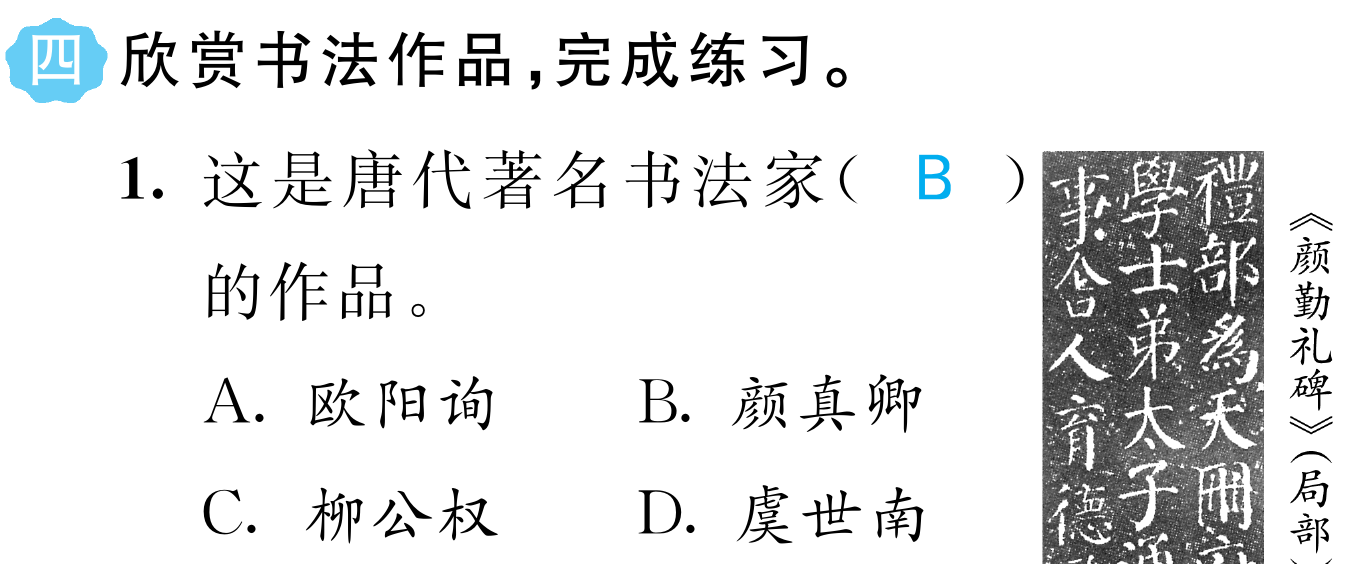 四 欣赏书法作品,完成练习。
1. 这是唐代著名书法家( B )
的作品。
A. 欧阳询 B. 颜真卿
C. 柳公权 D. 虞世南
禮部為天冊
學士弟太子
事舍人育德
《颜勤礼碑》(局部)